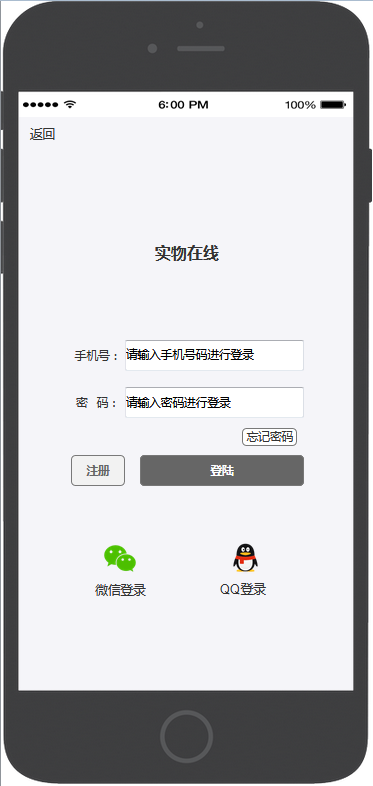 6:00 PM 100%
返回
实物在线
手机号： 请输入手机号码进行登录
密 码： 请输入密码进行登录
忘记密码
注册 登陆
微信登录 QQ登录